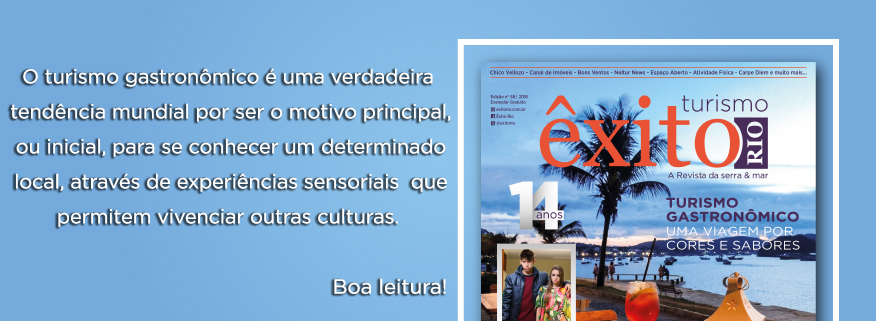 O turismo gastronômico é uma verdadeira
tendência mundial por ser o motivo principal,
ou inicial, para se conhecer um determinado
local, através de experiências sensoriais que
permitem vivenciar outras culturas.
Boa leitura!
Chico Vellozo - Canal de Imóveis - Bons Ventos - Neltur News - Espaço Aberto - Atividade Física - Carpe Diem e muito mais...
Exemplar Gratuito
turismo
êxito
RIO
A Revista da serra & mar
14
anos
TURISMO
GASTRONÔMICO
UMA VIAGEM POR
CORES E SABORES